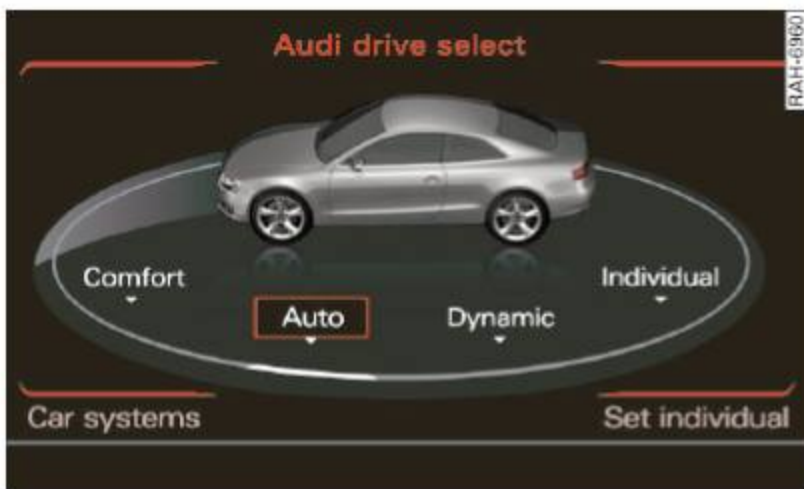 Audi drive select
RAH-6960
Comfort
Individual
Auto
Dynamic
Car systems
Set individual